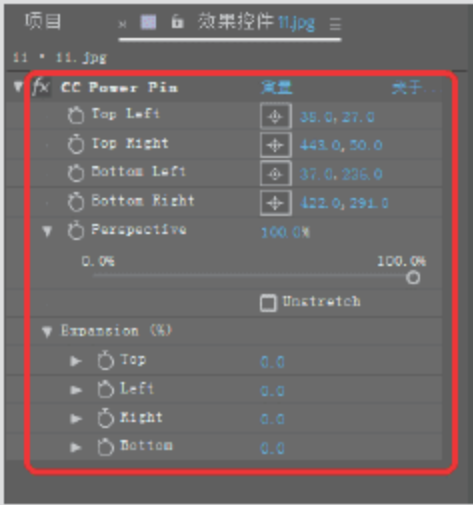 项目 × 效果控件 11.jpg
11 • 11.jpg
fx CC Power Pin 重置 关于..
Top Left 38.0,27.0
Top Right 443.0,50.0
Bottom Left 37.0,236.0
Bottom Right 422.0,291.0
Perspective 100.0%
0.0% 100.0%
Unstretch
Expansion (%)
Top 0.0
Left 0.0
Right 0.0
Bottom 0.0